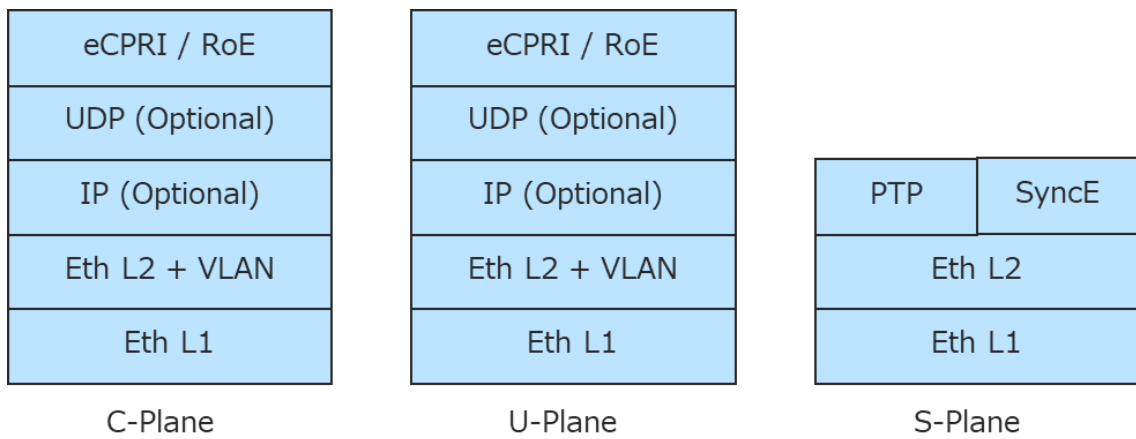 eCPRI / RoE
UDP (Optional)
IP (Optional)
Eth L2 + VLAN
Eth L1
C-Plane
eCPRI / RoE
UDP (Optional)
IP (Optional)
Eth L2 + VLAN
Eth L1
U-Plane
PTP
SyncE
Eth L2
Eth L1
S-Plane